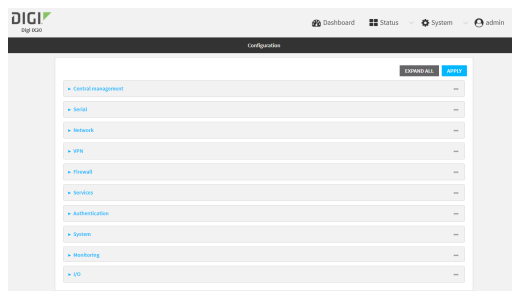 DIGI
Digi IX20
Dashboard Status System admin
Configuration
EXPAND ALL APPLY
Central management
Serial
Network
VPN
Firewall
Services
Authentication
System
Monitoring
I/O